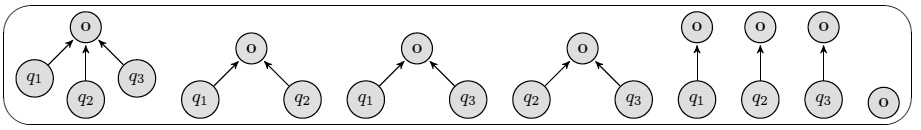 o o o o o o o
q1 q2 q3 q1 q2 q1 q3 q2 q3 q1 q2 q3 o